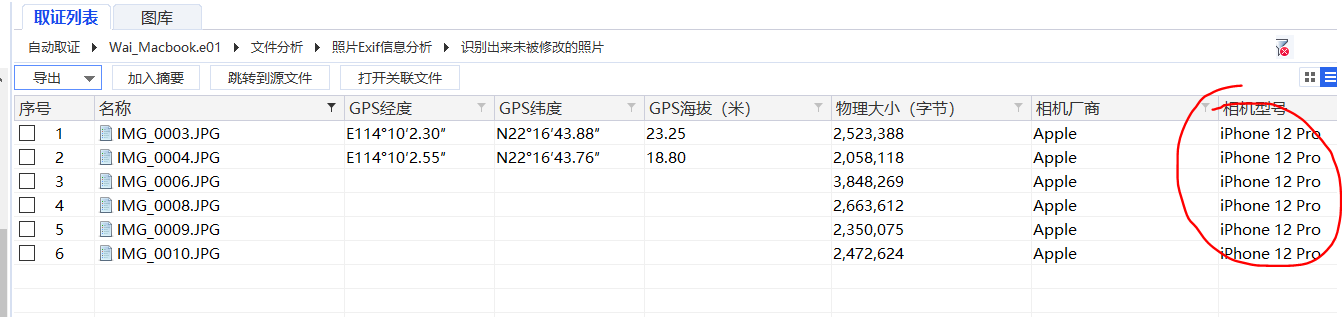 取证列表 图库
自动取证 Wai_Macbook.e01 文件分析 照片Exif信息分析 识别出来未被修改的照片
导出 加入摘要 跳转到源文件 打开关联文件
序号 名称 GPS经度 GPS纬度 GPS海拔（米） 物理大小（字节） 相机厂商 相机型号
1 IMG_0003.JPG E114°10′2.30″ N22°16′43.88″ 23.25 2,523,388 Apple iPhone 12 Pro
2 IMG_0004.JPG E114°10′2.55″ N22°16′43.76″ 18.80 2,058,118 Apple iPhone 12 Pro
3 IMG_0006.JPG 3,848,269 Apple iPhone 12 Pro
4 IMG_0008.JPG 2,663,612 Apple iPhone 12 Pro
5 IMG_0009.JPG 2,350,075 Apple iPhone 12 Pro
6 IMG_0010.JPG 2,472,624 Apple iPhone 12 Pro